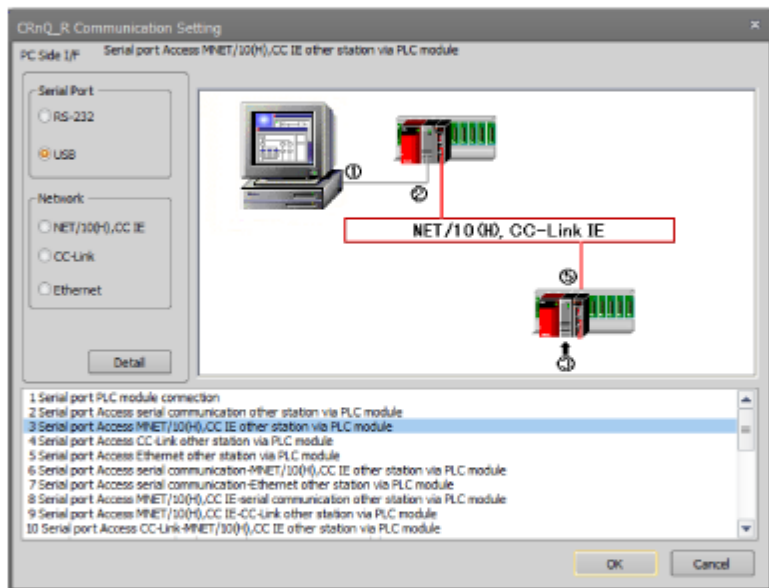 CRnQ_R Communication Setting
PC Side I/F Serial port Access MNET/10(H),CC IE other station via PLC module
Serial Port
RS-232
USB
Network
NET/10(H),CC IE
CC-Link
Ethernet
Detail
①
②
NET/10(H), CC-Link IE
⑤
③
1 Serial port PLC module connection
2 Serial port Access serial communication other station via PLC module
3 Serial port Access MNET/10(H),CC IE other station via PLC module
4 Serial port Access CC-Link other station via PLC module
5 Serial port Access Ethernet other station via PLC module
6 Serial port Access serial communication-MNET/10(H),CC IE other station via PLC module
7 Serial port Access serial communication-Ethernet other station via PLC module
8 Serial port Access MNET/10(H),CC IE-serial communication other station via PLC module
9 Serial port Access MNET/10(H),CC IE-CC-Link other station via PLC module
10 Serial port Access CC-Link-MNET/10(H),CC IE other station via PLC module
OK Cancel